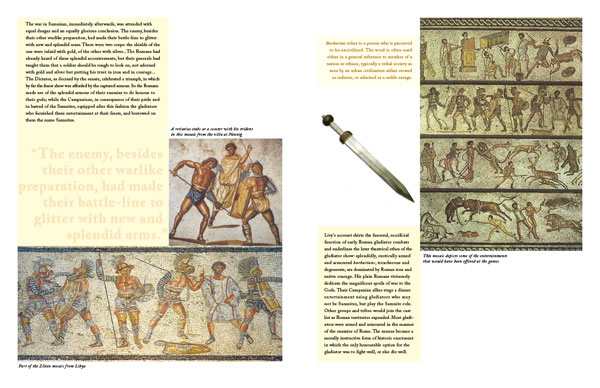 The war in Samnium, immediately afterwards, was attended with
equal danger and an equally glorious conclusion. The enemy, besides
their other warlike preparation, had made their battle-line to glitter
with new and splendid arms. There were two corps: the shields of the
one were inlaid with gold, of the other with silver...The Romans had
already heard of these splendid accoutrements, but their generals had
taught them that a soldier should be rough to look on, not adorned
with gold and silver but putting his trust in iron and in courage...
The Dictator, as decreed by the senate, celebrated a triumph, in which
by far the finest show was afforded by the captured armour. So the Romans
made use of the splendid armour of their enemies to do honour to
their gods; while the Campanians, in consequence of their pride and
in hatred of the Samnites, equipped after this fashion the gladiators
who furnished them entertainment at their feasts, and bestowed on
them the name Samnites.
"The enemy, besides
their other warlike
preparation, had made
their battle-line to
glitter with new and
splendid arms."
A retiarius stabs at a secutor with his trident
in this mosaic from the villa at Nennig
Part of the Zliten mosaic from Libya
Barbarian refers to a person who is perceived
to be uncivilized. The word is often used
either in a general reference to member of a
nation or ethnos, typically a tribal society as
seen by an urban civilization either viewed
as inferior, or admired as a noble savage.
Livy's account skirts the funereal, sacrificial
function of early Roman gladiator combats
and underlines the later theatrical ethos of the
gladiator show: splendidly, exotically armed
and armoured barbarians, treacherous and
degenerate, are dominated by Roman iron and
native courage. His plain Romans virtuously
dedicate the magnificent spoils of war to the
Gods. Their Campanian allies stage a dinner
entertainment using gladiators who may
not be Samnites, but play the Samnite role.
Other groups and tribes would join the cast
list as Roman territories expanded. Most gladi-
ators were armed and armoured in the manner
of the enemies of Rome. The munus became a
morally instructive form of historic enactment
in which the only honourable option for the
gladiator was to fight well, or else die well.
This mosaic depicts some of the entertainments
that would have been offered at the games